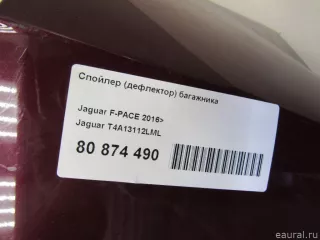 Спойлер (дефлектор) багажника
Jaguar F-PACE 2016>
Jaguar T4A13112LML
80 874 490
eaural.ru